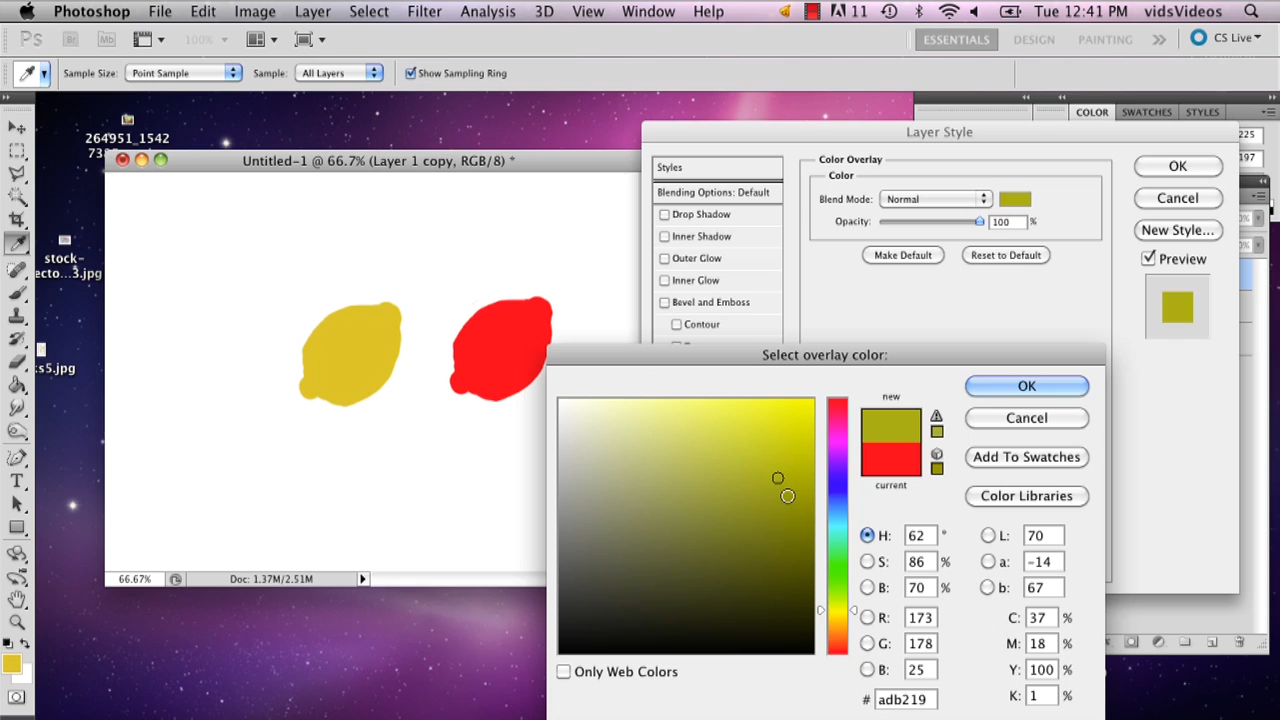 Photoshop File Edit Image Layer Select Filter Analysis 3D View Window Help 11 Tue 12:41 PM vidsVideos
Ps Br Mb 100% ESSENTIALS DESIGN PAINTING CS Live
Sample Size: Point Sample Sample: All Layers Show Sampling Ring
COLOR SWATCHES STYLES
264951_1542
Untitled-1 @ 66.7% (Layer 1 copy, RGB/8) *
stock-
ecto...3.jpg
ks5.jpg
66.67% Doc: 1.37M/2.51M
225
197
Layer Style
Styles
Blending Options: Default
Drop Shadow
Inner Shadow
Outer Glow
Inner Glow
Bevel and Emboss
Contour
Color Overlay
Color
Blend Mode: Normal
Opacity: 100 %
Make Default Reset to Default
OK
Cancel
New Style...
Preview
Select overlay color:
new
current
OK
Cancel
Add To Swatches
Color Libraries
H: 62 ° L: 70
S: 86 % a: -14
B: 70 % b: 67
R: 173 C: 37 %
G: 178 M: 18 %
B: 25 Y: 100 %
# adb219 K: 1 %
Only Web Colors